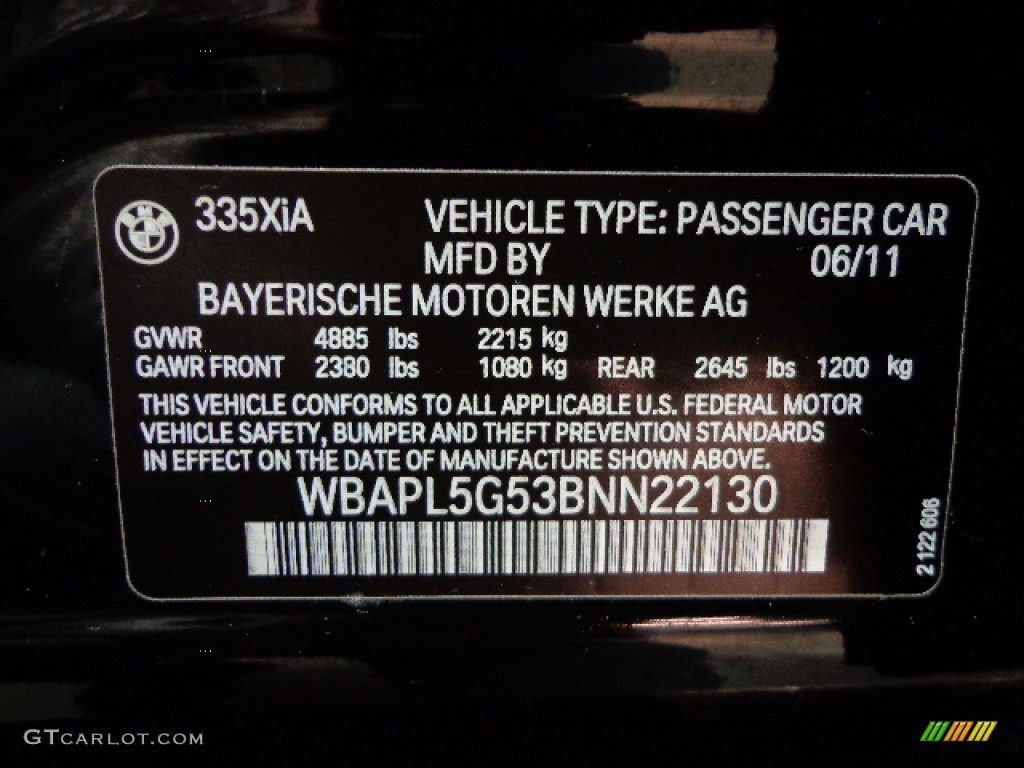 335XiA VEHICLE TYPE: PASSENGER CAR
MFD BY 06/11
BAYERISCHE MOTOREN WERKE AG
GVWR 4885 lbs 2215 kg
GAWR FRONT 2380 lbs 1080 kg REAR 2645 lbs 1200 kg
THIS VEHICLE CONFORMS TO ALL APPLICABLE U.S. FEDERAL MOTOR
VEHICLE SAFETY, BUMPER AND THEFT PREVENTION STANDARDS
IN EFFECT ON THE DATE OF MANUFACTURE SHOWN ABOVE.
WBAPL5G53BNN22130
2 122 606
GTCARLOT.COM